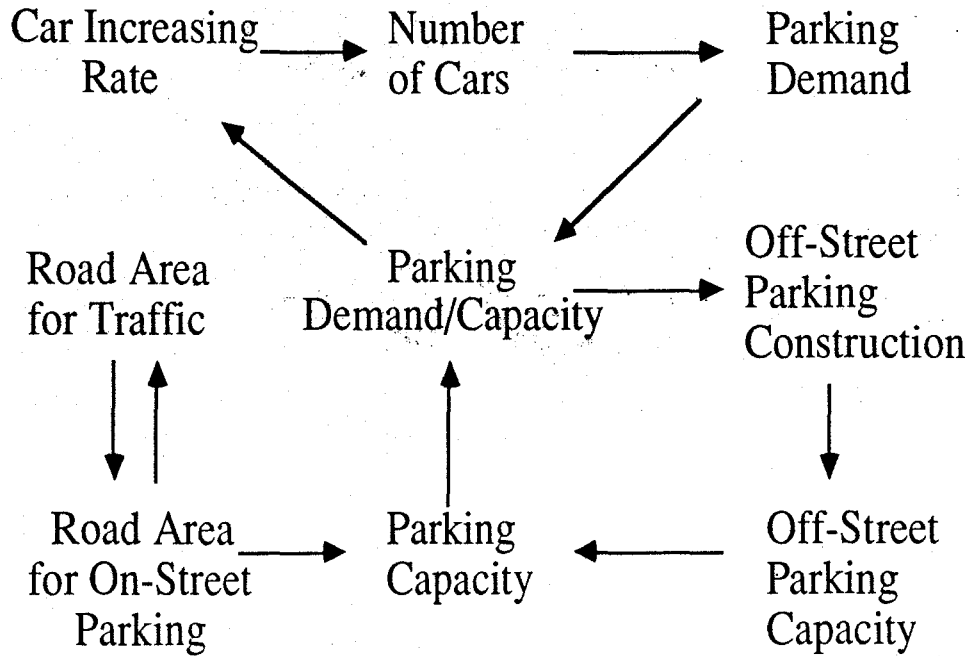 Car Increasing
Rate
Number
of Cars
Parking
Demand
Road Area
for Traffic
Parking
Demand/Capacity
Off-Street
Parking
Construction
Road Area
for On-Street
Parking
Parking
Capacity
Off-Street
Parking
Capacity